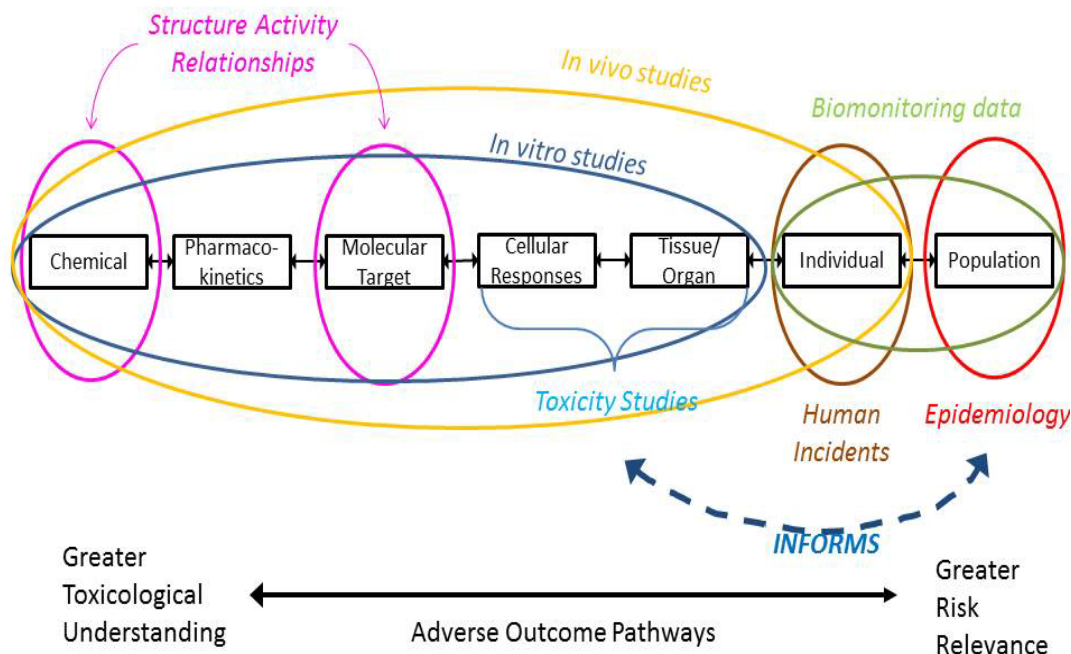 Structure Activity
Relationships
In vivo studies
In vitro studies
Biomonitoring data
Chemical
Pharmaco-
kinetics
Molecular
Target
Cellular
Responses
Tissue/
Organ
Individual
Population
Toxicity Studies
Human
Incidents
Epidemiology
INFORMS
Greater
Toxicological
Understanding
Adverse Outcome Pathways
Greater
Risk
Relevance